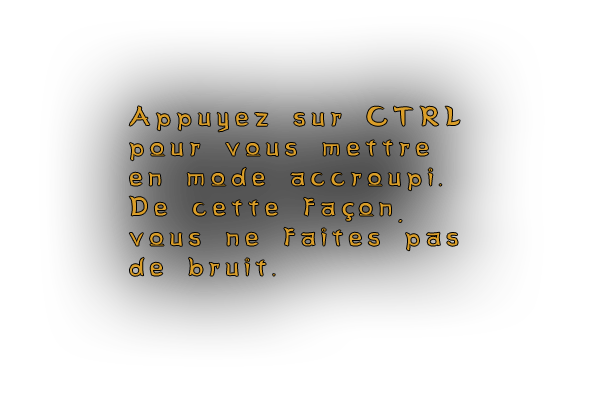 Appuyez sur CTRL
pour vous mettre
en mode accroupi.
De cette façon,
vous ne faites pas
de bruit.